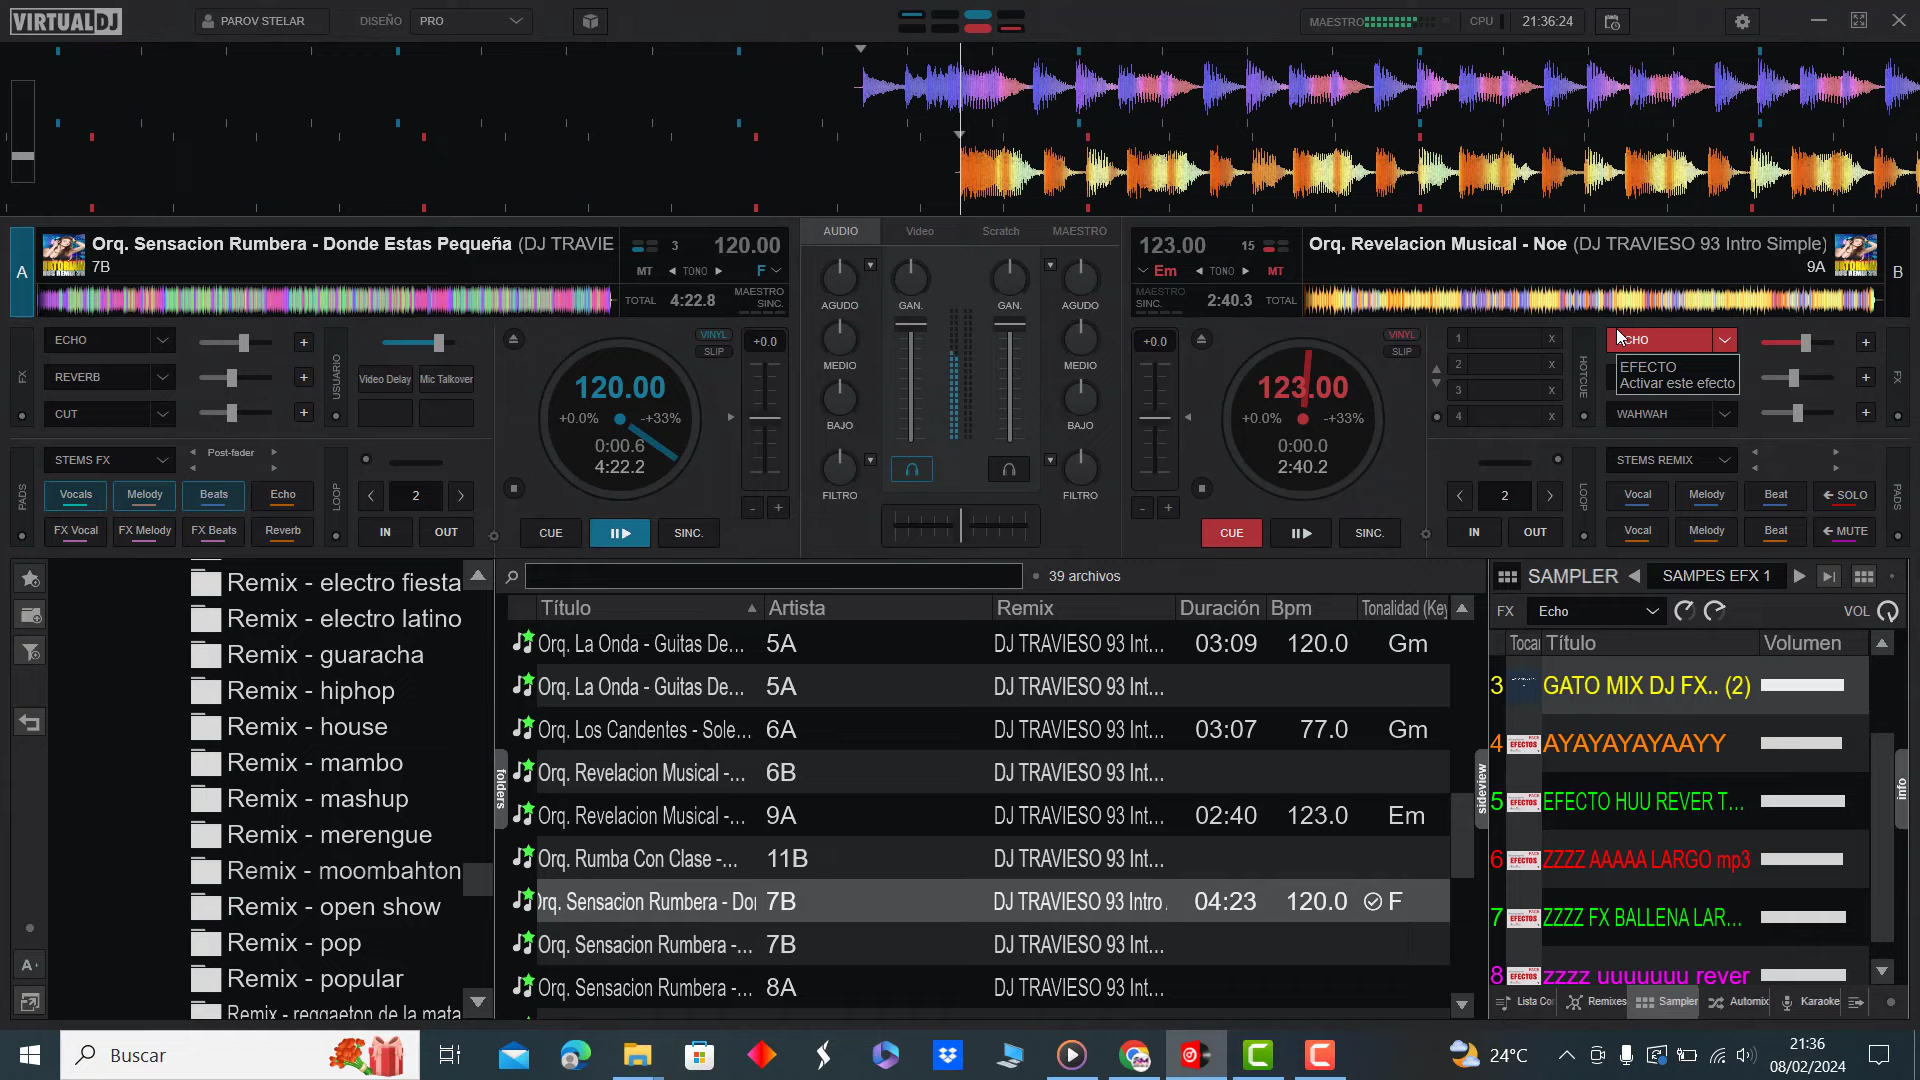 VIRTUALDJ
PAROV STELAR
DISEÑO
PRO
MAESTRO
CPU
21:36:24
A
Orq. Sensacion Rumbera - Donde Estas Pequeña (DJ TRAVIE
7B
3
120.00
MT
TONO
F
TOTAL
4:22.8
MAESTRO
SINC.
AUDIO
Video
Scratch
MAESTRO
123.00
15
Em
TONO
MT
MAESTRO
SINC.
2:40.3
TOTAL
Orq. Revelacion Musical - Noe (DJ TRAVIESO 93 Intro Simple)
9A
B
FX
ECHO
REVERB
CUT
USUARIO
Video Delay
Mic Talkover
VINYL
SLIP
+0.0
120.00
+0.0%
-+33%
0:00.6
4:22.2
AGUDO
GAN.
GAN.
AGUDO
MEDIO
MEDIO
BAJO
BAJO
FILTRO
FILTRO
+0.0
VINYL
SLIP
123.00
+0.0%
-+33%
0:00.0
2:40.2
1
x
2
x
3
x
4
x
HOTCUE
CHO
EFECTO
Activar este efecto
WAHWAH
FX
PADS
STEMS FX
Post-fader
Vocals
Melody
Beats
Echo
FX Vocal
FX Melody
FX Beats
Reverb
LOOP
2
IN
OUT
CUE
SINC.
CUE
SINC.
2
IN
OUT
LOOP
STEMS REMIX
Vocal
Melody
Beat
SOLO
Vocal
Melody
Beat
MUTE
PADS
Remix - electro fiesta
Remix - electro latino
Remix - guaracha
Remix - hiphop
Remix - house
Remix - mambo
Remix - mashup
Remix - merengue
Remix - moombahton
Remix - open show
Remix - pop
Remix - popular
Remix - reggaeton de la mata
folders
39 archivos
Título
Artista
Remix
Duración
Bpm
Tonalidad (Key
Orq. La Onda - Guitas De...
5A
DJ TRAVIESO 93 Int...
03:09
120.0
Gm
Orq. La Onda - Guitas De...
5A
DJ TRAVIESO 93 Int...
Orq. Los Candentes - Sole...
6A
DJ TRAVIESO 93 Int...
03:07
77.0
Gm
Orq. Revelacion Musical -...
6B
DJ TRAVIESO 93 Int...
Orq. Revelacion Musical -...
9A
DJ TRAVIESO 93 Int...
02:40
123.0
Em
Orq. Rumba Con Clase -...
11B
DJ TRAVIESO 93 Int...
Orq. Sensacion Rumbera - Do
7B
DJ TRAVIESO 93 Intro
04:23
120.0
F
Orq. Sensacion Rumbera -...
7B
DJ TRAVIESO 93 Int...
Orq. Sensacion Rumbera -...
8A
DJ TRAVIESO 93 Int...
sideview
SAMPLER
SAMPES EFX 1
FX
Echo
VOL
Tocar
Título
Volumen
3
GATO MIX DJ FX.. (2)
4
AYAYAYAYAAYY
5
EFECTO HUU REVER T...
6
ZZZZ AAAAA LARGO mp3
7
ZZZZ FX BALLENA LAR...
8
zzzz uuuuuuu rever
info
Lista Co
Remixes
Sampler
Automix
Karaoke
Buscar
24°C
21:36
08/02/2024